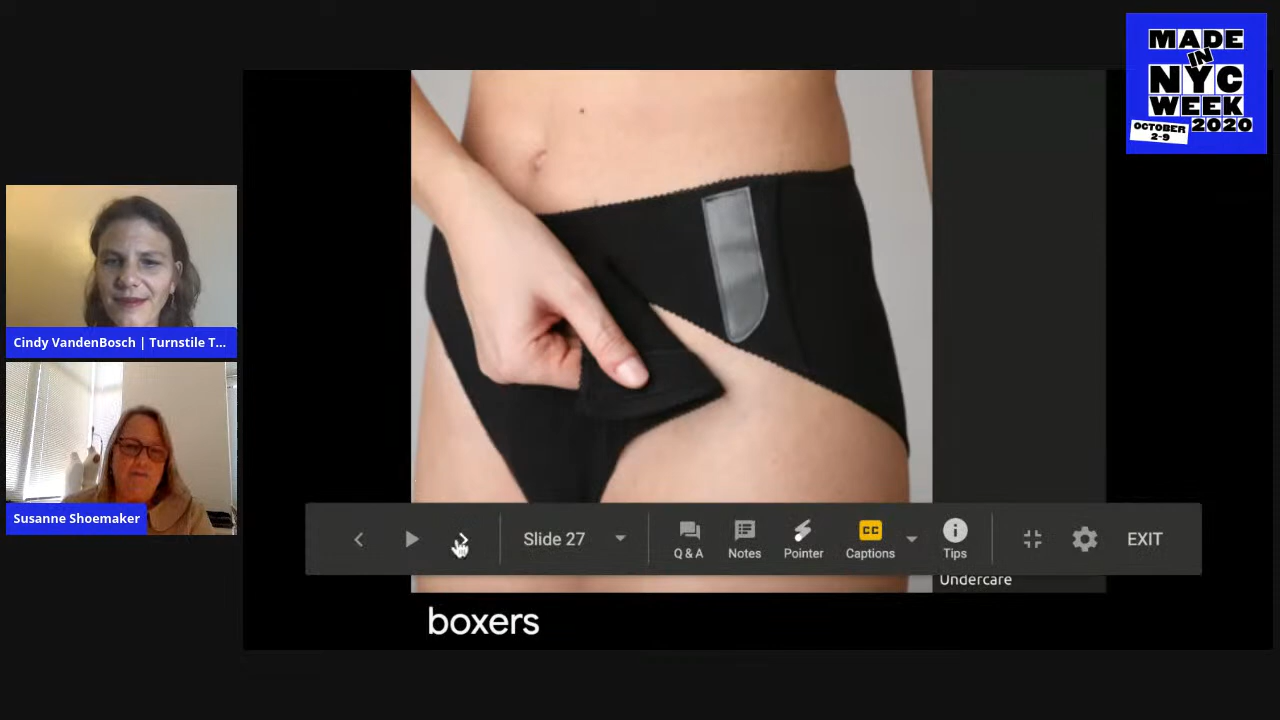 MADE
IN
NYC
WEEK
OCTOBER
2-9
2020
Cindy VandenBosch | Turnstile T...
Susanne Shoemaker
Slide 27
Q & A
Notes
Pointer
CC
Captions
Tips
EXIT
Undercare
boxers